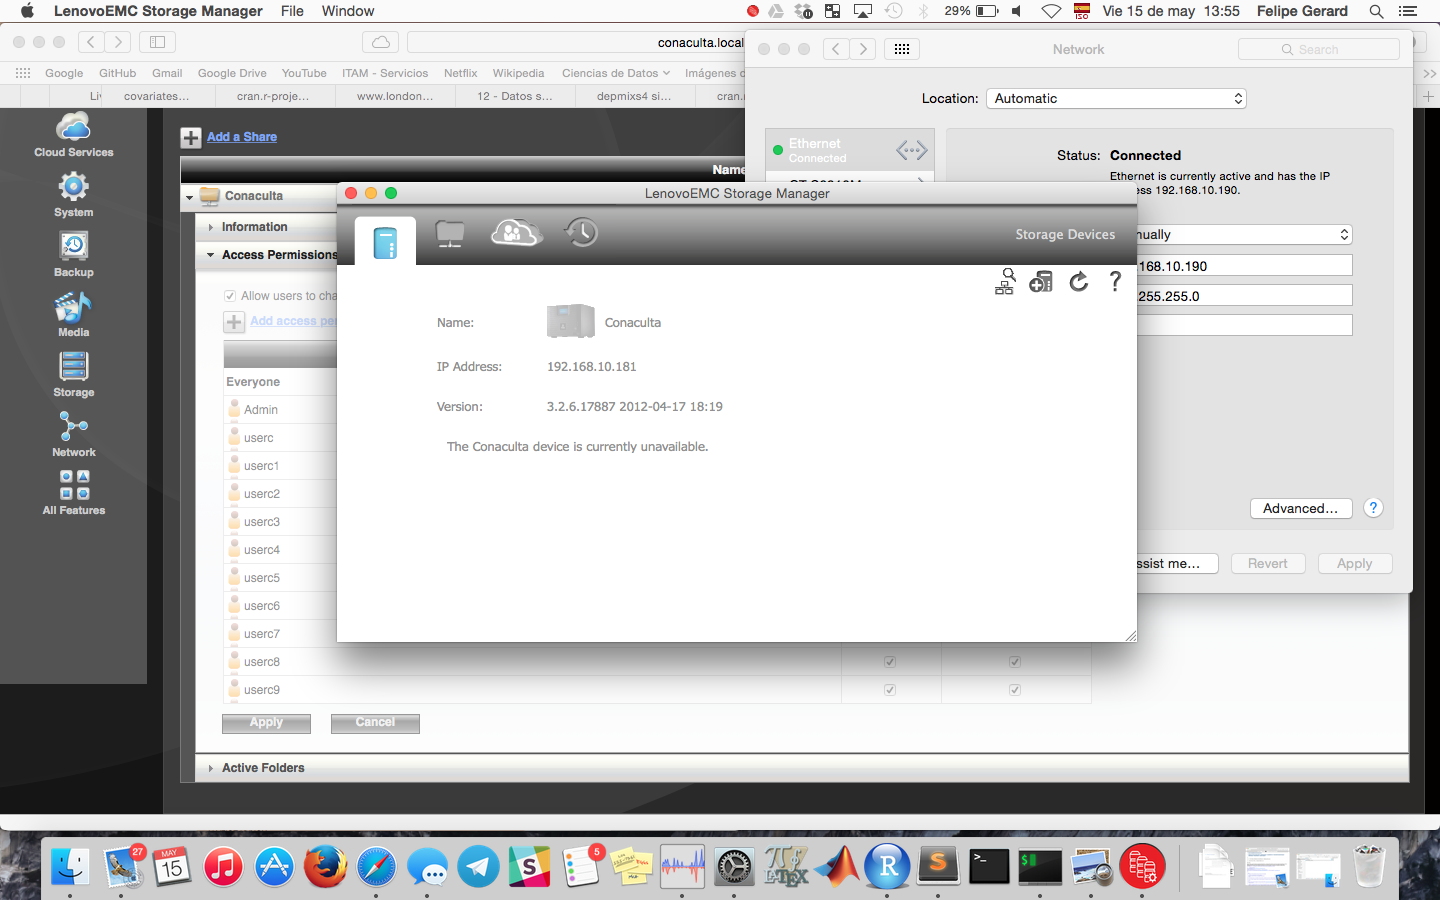 LenovoEMC Storage Manager File Window 29% ISO Vie 15 de may 13:55 Felipe Gerard
conaculta.local
Network
Search
Google GitHub Gmail Google Drive YouTube ITAM - Servicios Netflix Wikipedia Ciencias de Datos Imágenes d
covariates... cran.r-proje... www.london... 12 - Datos s... depmixs4 si... cran.
Location: Automatic
Cloud Services
System
Backup
Media
Storage
Network
All Features
Add a Share
Name
Conaculta
Information
Access Permissions
Allow users to cha
Add access pe
Everyone
Admin
userc
userc1
userc2
userc3
userc4
userc5
userc6
userc7
userc8
userc9
Apply Cancel
Active Folders
Ethernet
Connected
Status: Connected
Ethernet is currently active and has the IP
ess 192.168.10.190.
nually
.168.10.190
.255.255.0
Advanced... ?
ssist me... Revert Apply
LenovoEMC Storage Manager
Storage Devices
?
Name: Conaculta
IP Address: 192.168.10.181
Version: 3.2.6.17887 2012-04-17 18:19
The Conaculta device is currently unavailable.
27
MAY
15
5
LATEX
R
S
>_
$